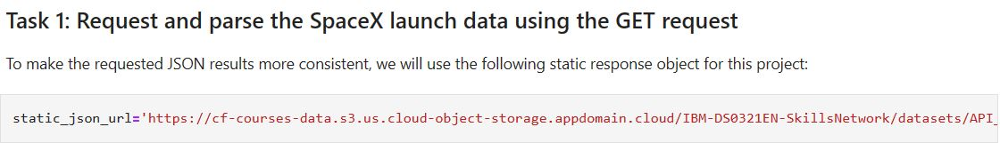 Task 1: Request and parse the SpaceX launch data using the GET request
To make the requested JSON results more consistent, we will use the following static response object for this project:
static_json_url='https://cf-courses-data.s3.us.cloud-object-storage.appdomain.cloud/IBM-DS0321EN-SkillsNetwork/datasets/API_